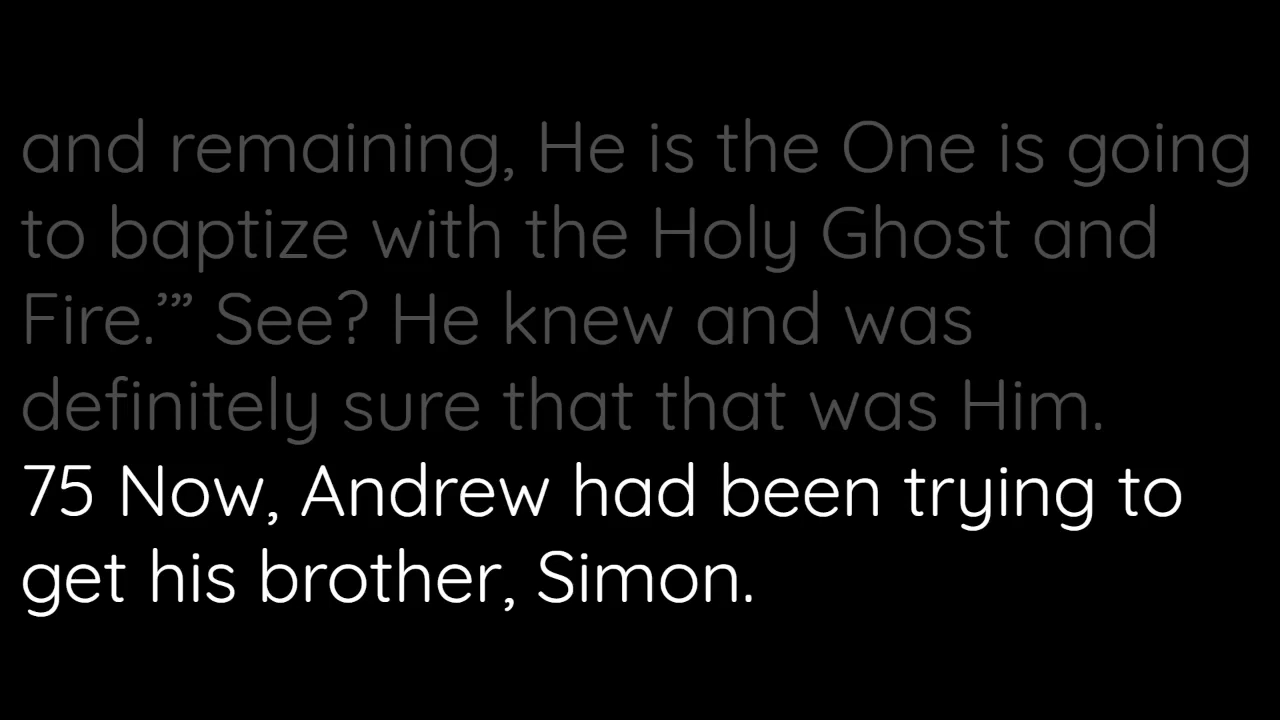 and remaining, He is the One is going
to baptize with the Holy Ghost and
Fire.’” See? He knew and was
definitely sure that that was Him.
75 Now, Andrew had been trying to
get his brother, Simon.